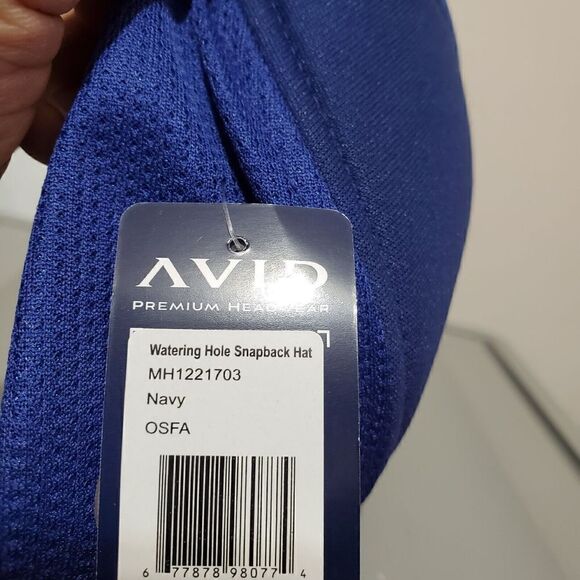 AVID
PREMIUM HEADWEAR
Watering Hole Snapback Hat
MH1221703
Navy
OSFA
6 77878 98077 4